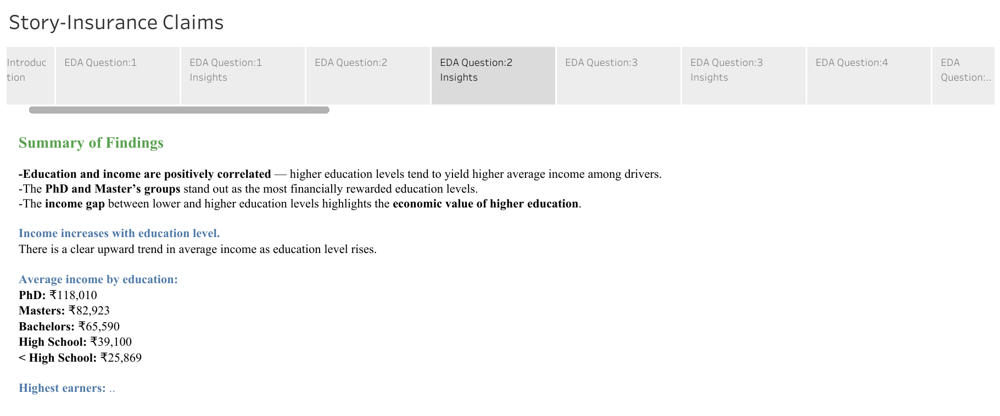 Story-Insurance Claims
Introduc
tion
EDA Question:1
EDA Question:1
Insights
EDA Question:2
EDA Question:2
Insights
EDA Question:3
EDA Question:3
Insights
EDA Question:4
EDA
Question:..
Summary of Findings
-Education and income are positively correlated — higher education levels tend to yield higher average income among drivers.
-The PhD and Master’s groups stand out as the most financially rewarded education levels.
-The income gap between lower and higher education levels highlights the economic value of higher education.
Income increases with education level.
There is a clear upward trend in average income as education level rises.
Average income by education:
PhD: ₹118,010
Masters: ₹82,923
Bachelors: ₹65,590
High School: ₹39,100
< High School: ₹25,869
Highest earners: ..